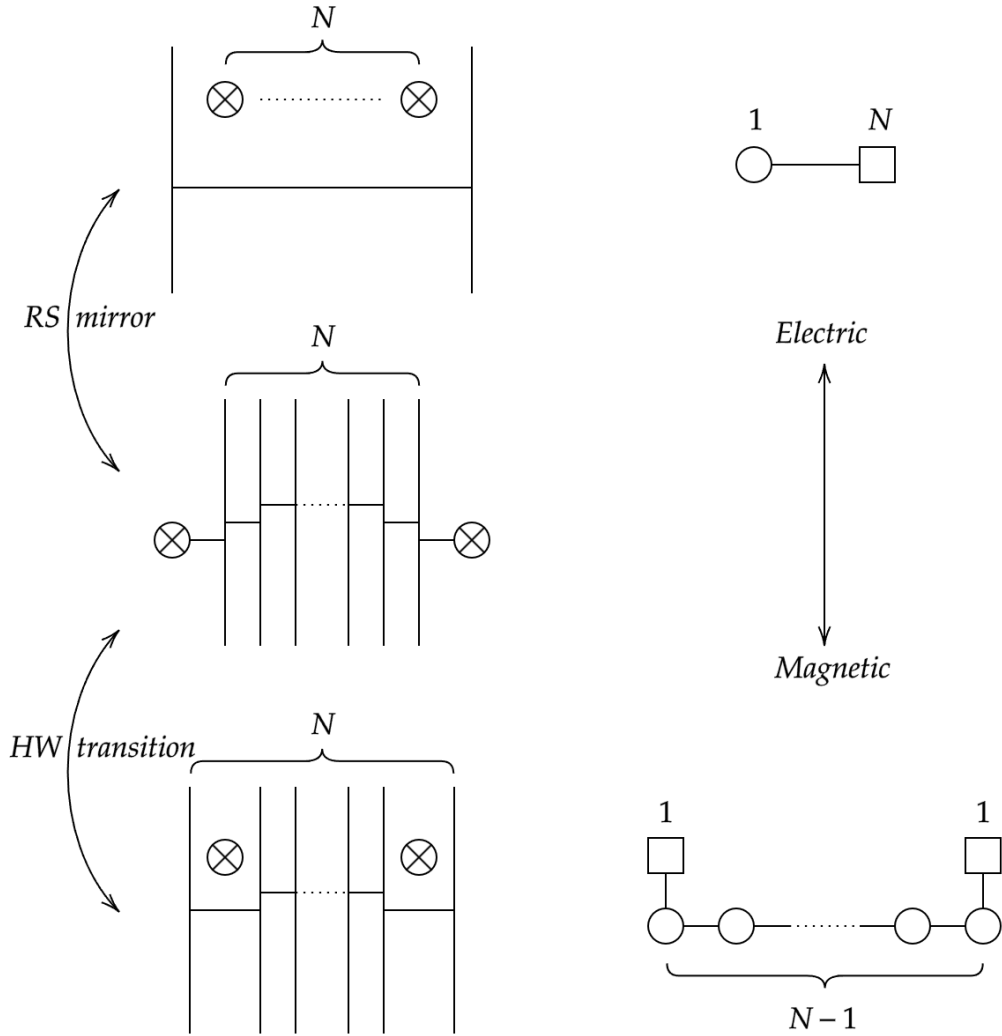 N
1 N
RS mirror
Electric
N
Magnetic
HW transition
N
1 1
N − 1